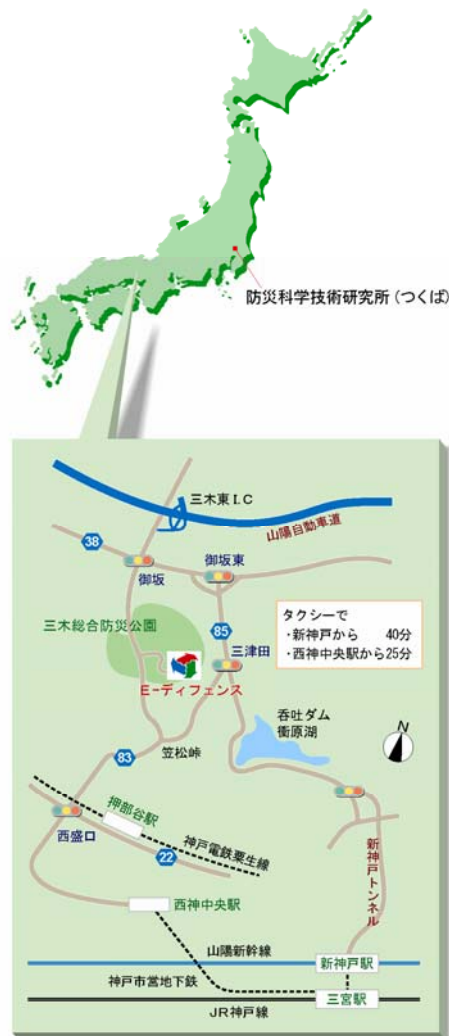 防災科学技術研究所(つくば)
三木東I.C
山陽自動車道
38
御坂
御坂東
三木総合防災公園
85
タクシーで
・新神戸から 40分
・西神中央駅から25分
三津田
E-ディフェンス
呑吐ダム
衝原湖
N
笠松峠
83
押部谷駅
西盛口
神戸電鉄粟生線
22
新神戸トンネル
西神中央駅
山陽新幹線
新神戸駅
神戸市営地下鉄
三宮駅
JR神戸線